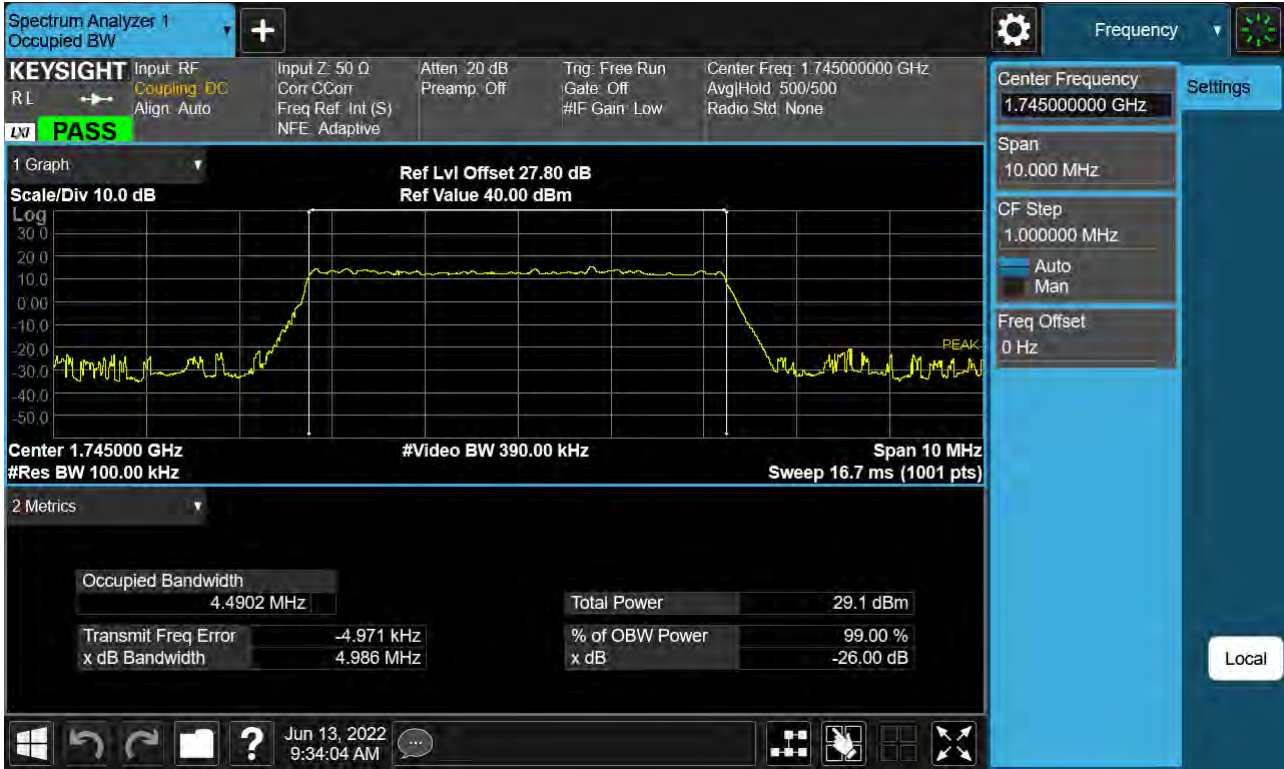 Spectrum Analyzer 1
Occupied BW
Frequency
KEYSIGHT
RL
LXI
PASS
Input: RF
Coupling: DC
Align: Auto
Input Z: 50 Ω
Corr CCorr
Freq Ref: Int (S)
NFE: Adaptive
Atten: 20 dB
Preamp: Off
Trig: Free Run
Gate: Off
#IF Gain: Low
Center Freq: 1.745000000 GHz
Avg|Hold: 500/500
Radio Std: None
1 Graph
Scale/Div 10.0 dB
Ref Lvl Offset 27.80 dB
Ref Value 40.00 dBm
Log
30.0
20.0
10.0
0.00
-10.0
-20.0
-30.0
-40.0
-50.0
PEAK
Center 1.745000 GHz
#Video BW 390.00 kHz
Span 10 MHz
#Res BW 100.00 kHz
Sweep 16.7 ms (1001 pts)
2 Metrics
Occupied Bandwidth
4.4902 MHz
Total Power 29.1 dBm
Transmit Freq Error -4.971 kHz
% of OBW Power 99.00 %
x dB Bandwidth 4.986 MHz
x dB -26.00 dB
Center Frequency
1.745000000 GHz
Settings
Span
10.000 MHz
CF Step
1.000000 MHz
Auto
Man
Freq Offset
0 Hz
Local
?
Jun 13, 2022
9:34:04 AM